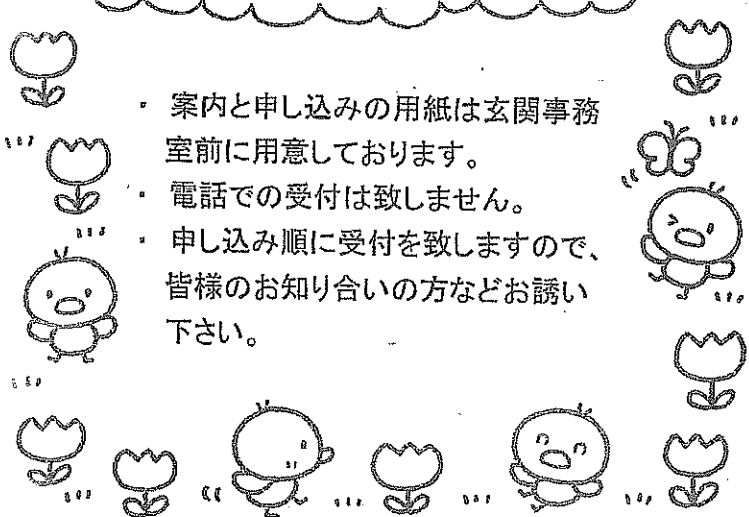 ・ 案内と申し込みの用紙は玄関事務
室前に用意しております。
・ 電話での受付は致しません。
・ 申し込み順に受付を致しますので、
皆様のお知り合いの方などお誘い
下さい。